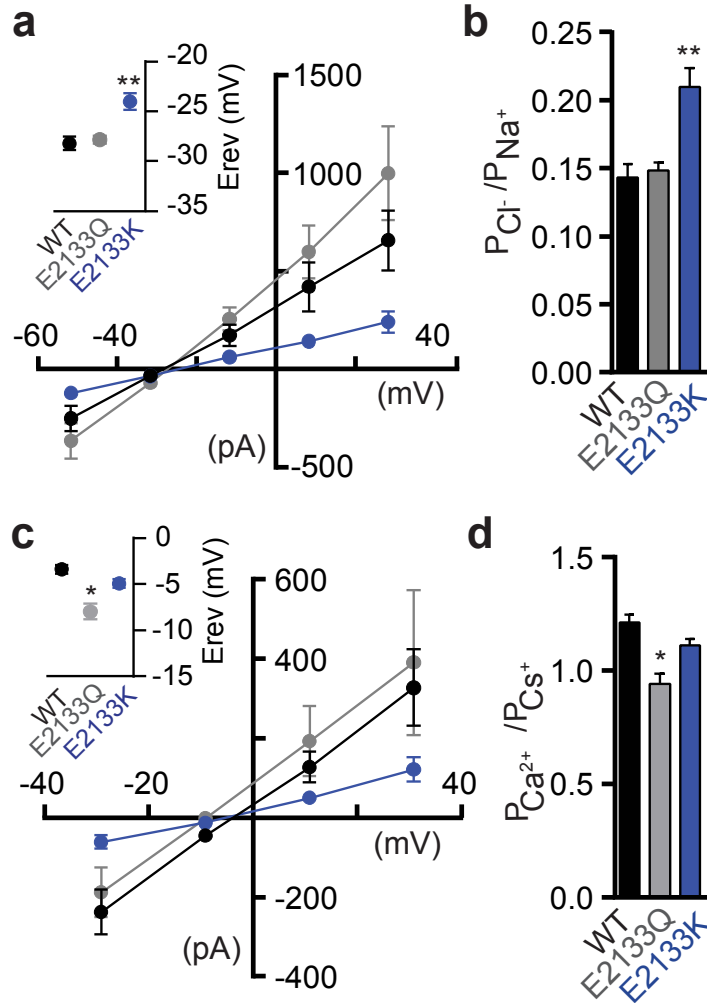 a
-20
-25
-30
-35
Erev (mV)
**
WT
E2133Q
E2133K
1500
1000
-500
-60
-40
40
(mV)
(pA)
b
0.25
0.20
0.15
0.10
0.05
0.00
PCl- /PNa+
**
WT
E2133Q
E2133K
c
0
-5
-10
-15
Erev (mV)
*
WT
E2133Q
E2133K
600
400
-200
-400
-40
-20
40
(mV)
(pA)
d
1.5
1.0
0.5
0.0
PCa2+ /PCs+
*
WT
E2133Q
E2133K